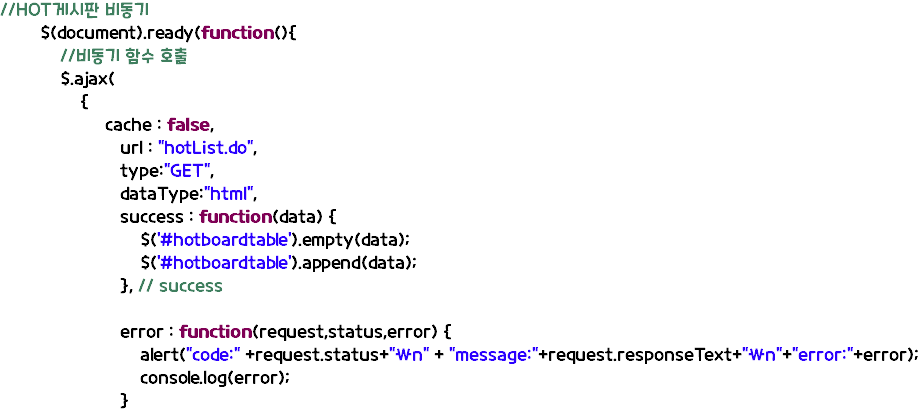 //HOT게시판 비동기
$(document).ready(function(){
//비동기 함수 호출
$.ajax(
{
cache : false,
url : "hotList.do",
type:"GET",
dataType:"html",
success : function(data) {
$('#hotboardtable').empty(data);
$('#hotboardtable').append(data);
}, // success
error : function(request,status,error) {
alert("code:" +request.status+"₩n" + "message:"+request.responseText+"₩n"+"error:"+error);
console.log(error);
}